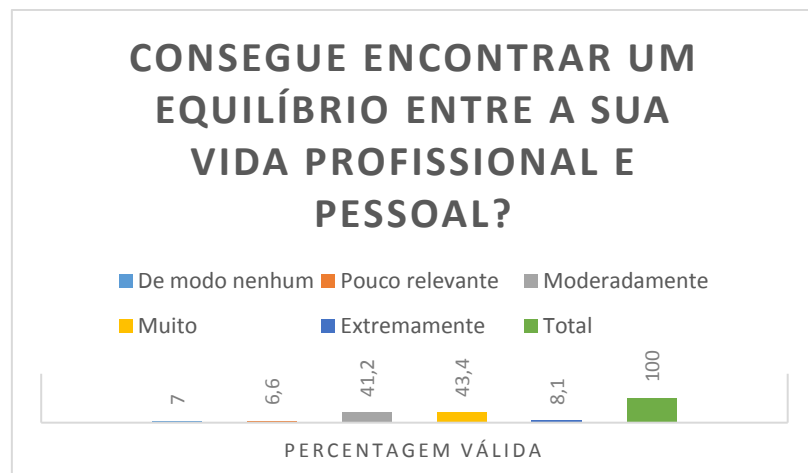 CONSEGUE ENCONTRAR UM
EQUILÍBRIO ENTRE A SUA
VIDA PROFISSIONAL E
PESSOAL?
De modo nenhum Pouco relevante Moderadamente
Muito Extremamente Total
7 6,6 41,2 43,4 8,1 100
PERCENTAGEM VÁLIDA